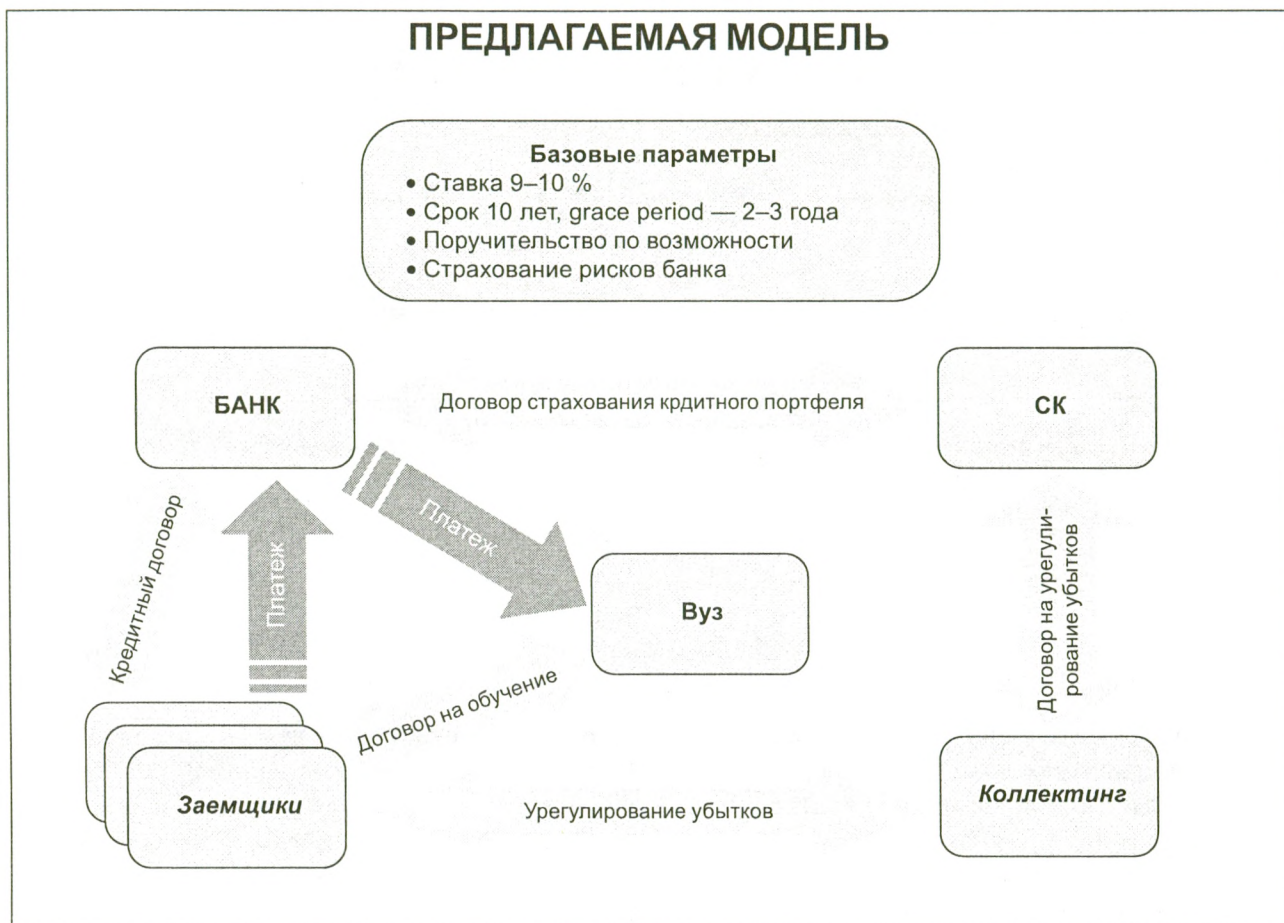 ПРЕДЛАГАЕМАЯ МОДЕЛЬ
Базовые параметры
• Ставка 9–10 %
• Срок 10 лет, grace period — 2–3 года
• Поручительство по возможности
• Страхование рисков банка
БАНК
Договор страхования крдитного портфеля
СК
Кредитный договор
Платеж
Платеж
Вуз
Договор на обучение
Договор на урегули-
рование убытков
Заемщики
Урегулирование убытков
Коллектинг